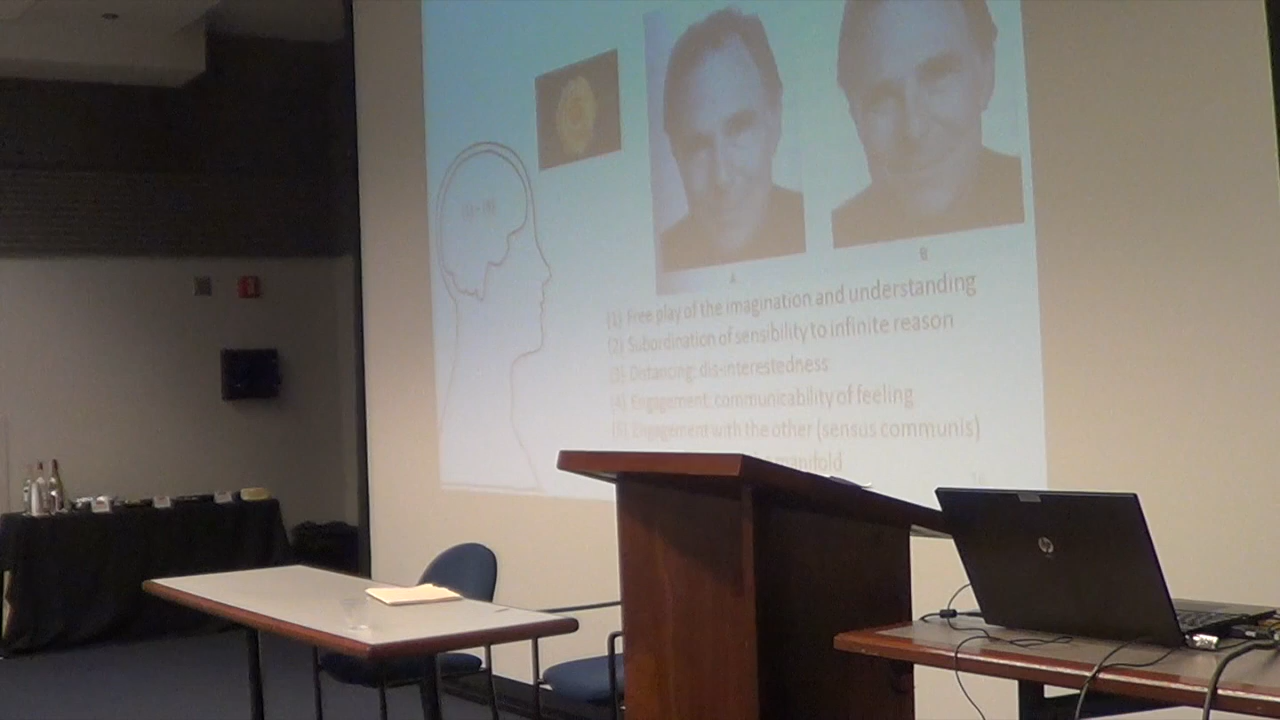 A
B
(1) Free play of the imagination and understanding
(2) Subordination of sensibility to infinite reason
(3) Distancing: dis-interestedness
(4) Engagement: communicability of feeling
(5) Engagement with the other (sensus communis)
manifold
hp